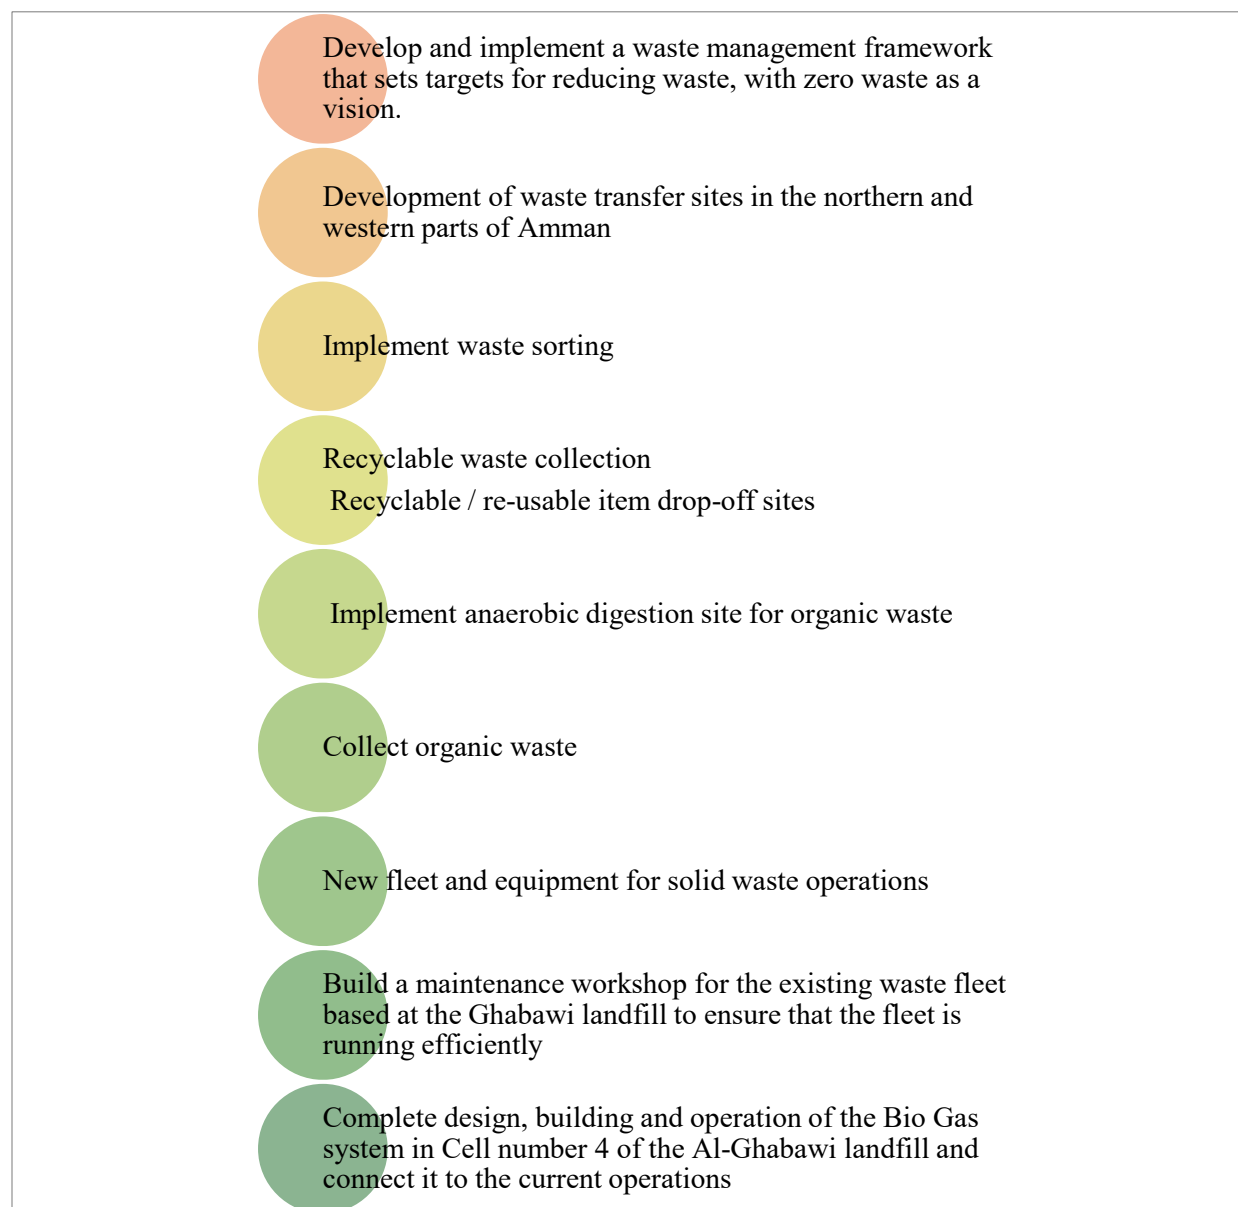 Develop and implement a waste management framework
that sets targets for reducing waste, with zero waste as a
vision.
Development of waste transfer sites in the northern and
western parts of Amman
Implement waste sorting
Recyclable waste collection
Recyclable / re-usable item drop-off sites
Implement anaerobic digestion site for organic waste
Collect organic waste
New fleet and equipment for solid waste operations
Build a maintenance workshop for the existing waste fleet
based at the Ghabawi landfill to ensure that the fleet is
running efficiently
Complete design, building and operation of the Bio Gas
system in Cell number 4 of the Al-Ghabawi landfill and
connect it to the current operations